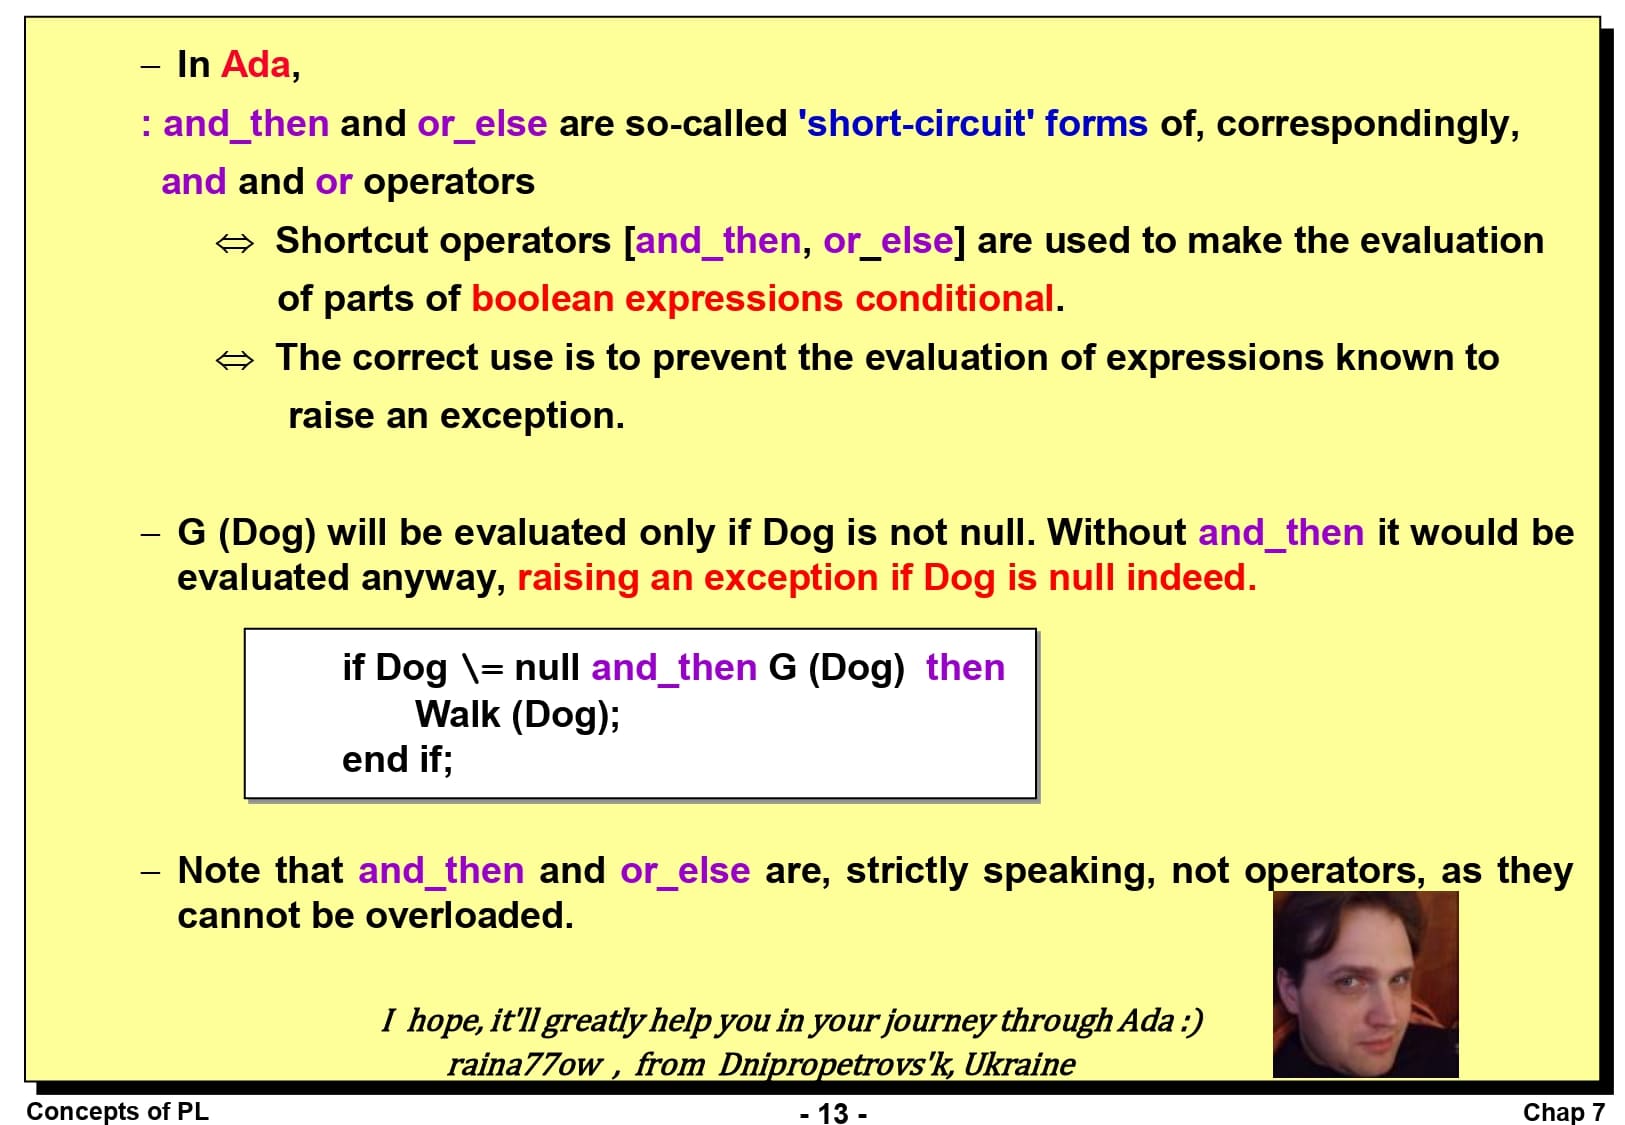 – In Ada,
: and_then and or_else are so-called 'short-circuit' forms of, correspondingly,
and and or operators
⇔ Shortcut operators [and_then, or_else] are used to make the evaluation
of parts of boolean expressions conditional.
⇔ The correct use is to prevent the evaluation of expressions known to
raise an exception.
– G (Dog) will be evaluated only if Dog is not null. Without and_then it would be
evaluated anyway, raising an exception if Dog is null indeed.
if Dog \= null and_then G (Dog) then
Walk (Dog);
end if;
– Note that and_then and or_else are, strictly speaking, not operators, as they
cannot be overloaded.
I hope, it'll greatly help you in your journey through Ada :)
raina77ow , from Dnipropetrovs'k, Ukraine
Concepts of PL
- 13 -
Chap 7